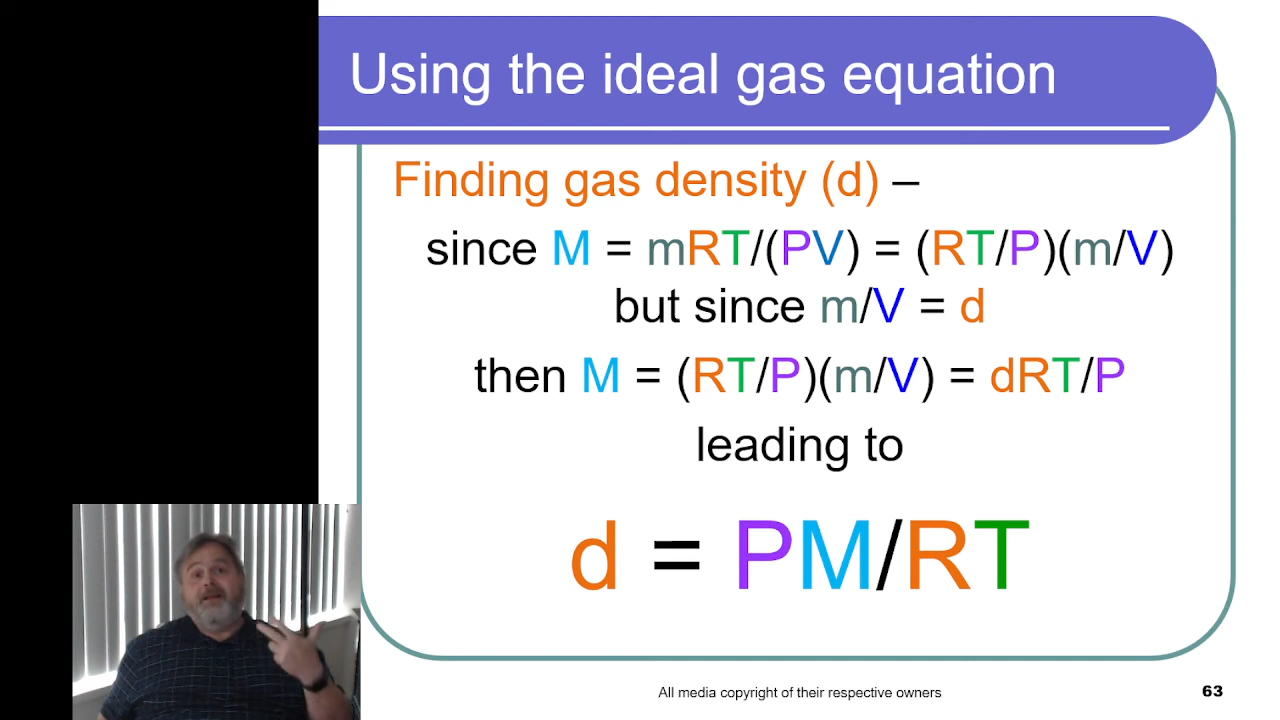 Using the ideal gas equation
Finding gas density (d) –
since M = mRT/(PV) = (RT/P)(m/V)
but since m/V = d
then M = (RT/P)(m/V) = dRT/P
leading to
d = PM/RT
All media copyright of their respective owners
63